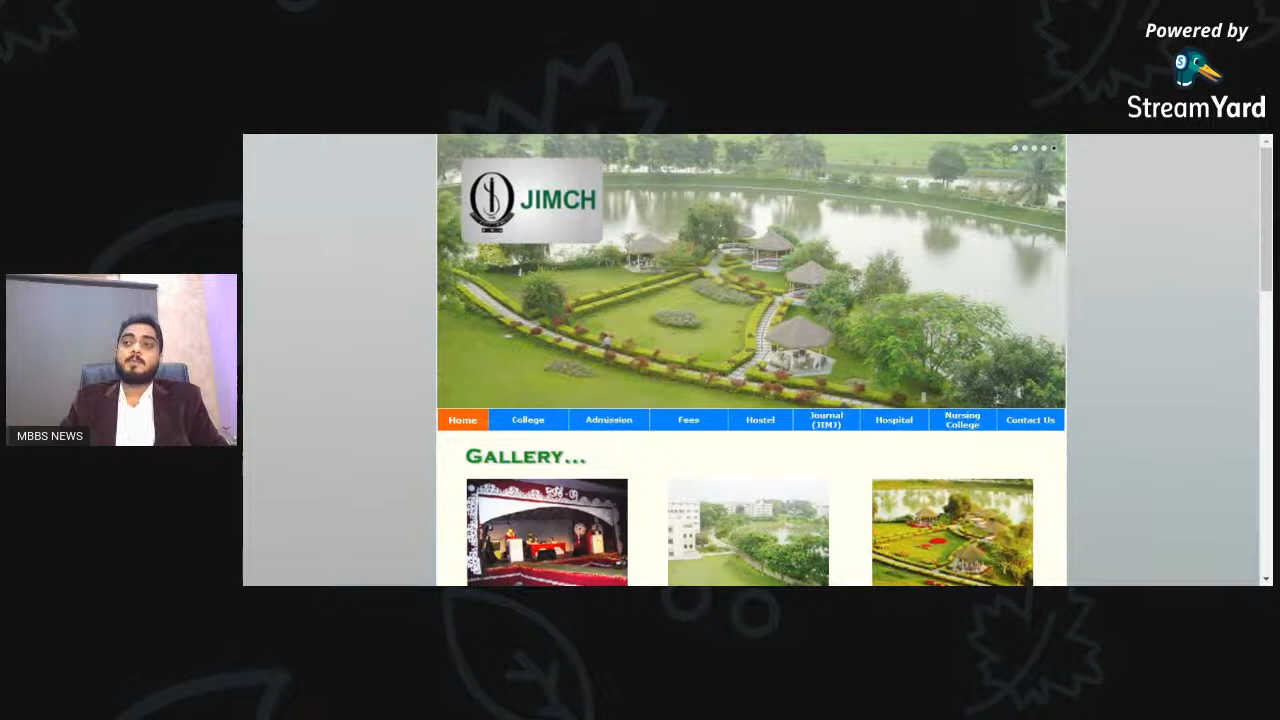 Powered by
StreamYard
JIMCH
Home
College
Admission
Fees
Hostel
Journal
(JIMJ)
Hospital
Nursing
College
Contact Us
GALLERY...
MBBS NEWS